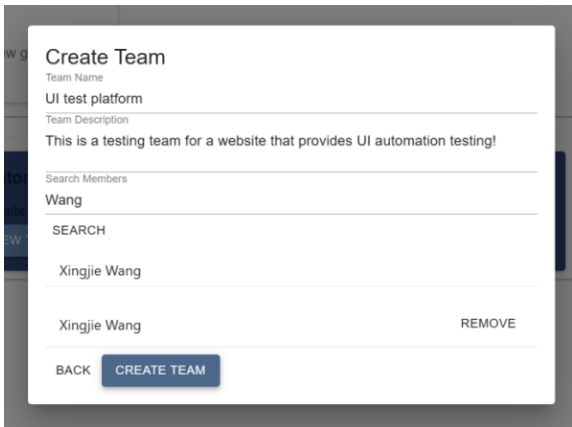 Create Team
Team Name
UI test platform
Team Description
This is a testing team for a website that provides UI automation testing!
Search Members
Wang
SEARCH
Xingjie Wang
Xingjie Wang REMOVE
BACK CREATE TEAM